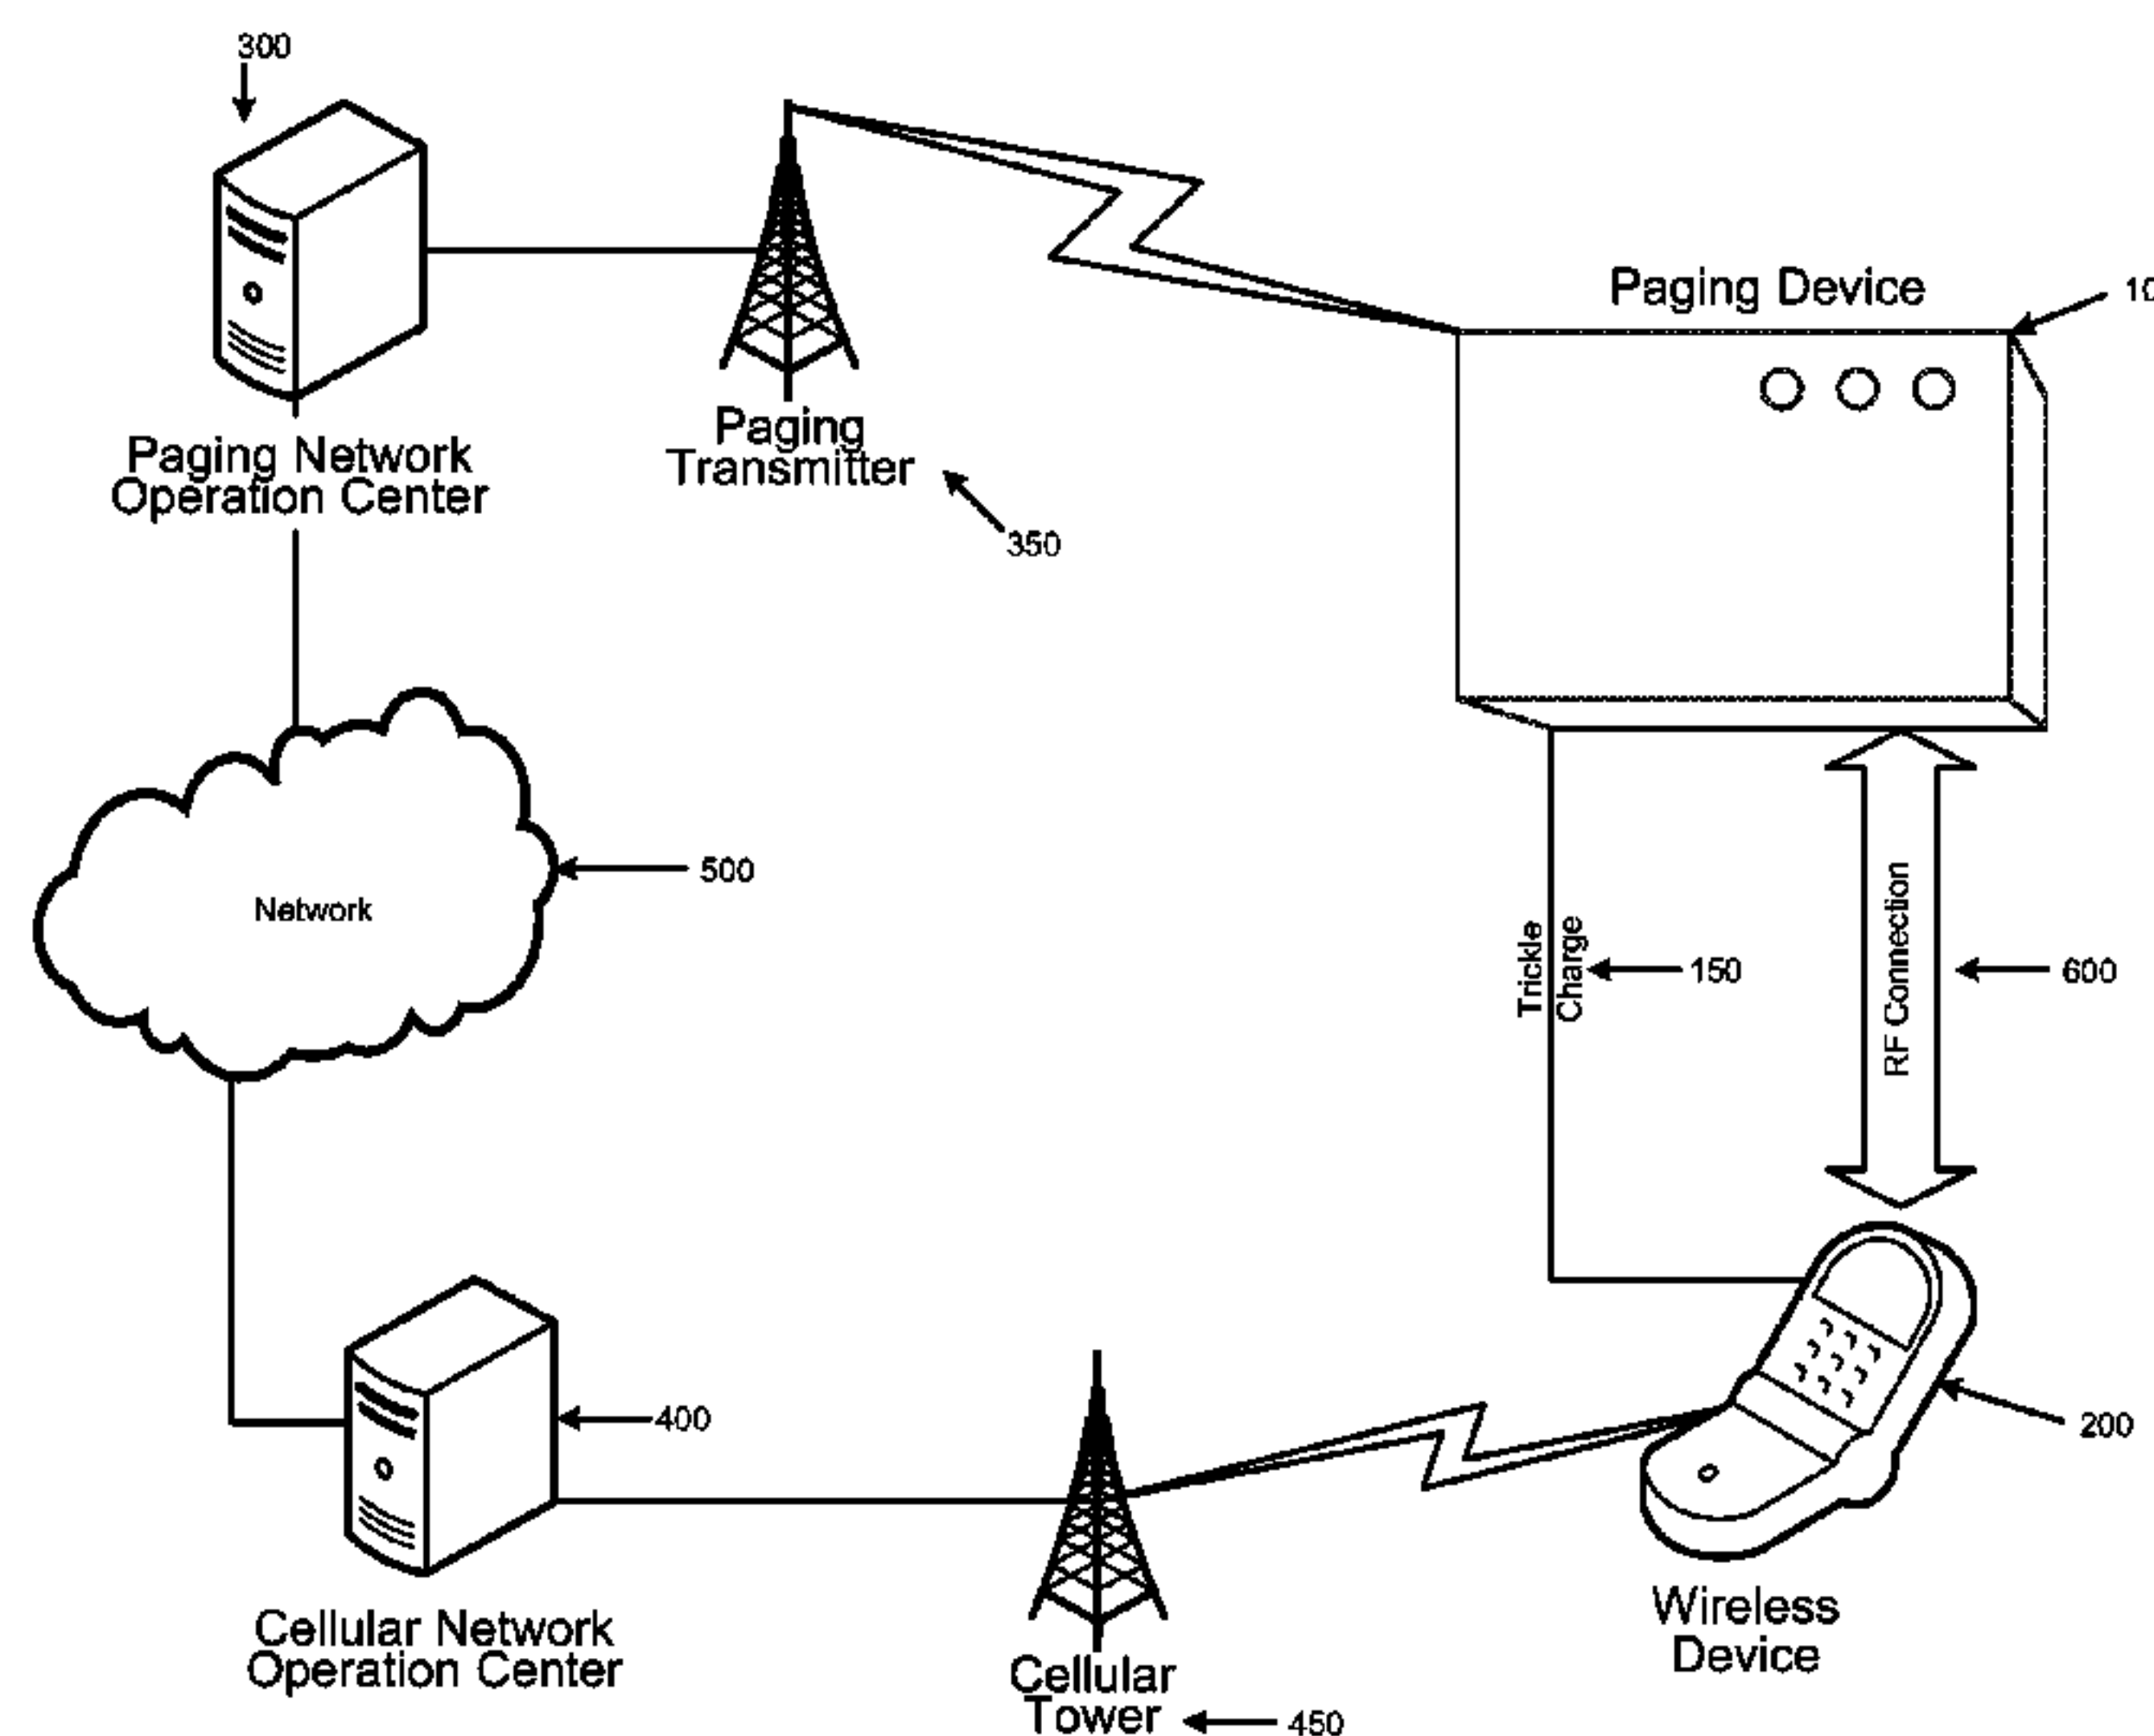 300
Paging Device
10
Paging
Transmitter
Paging Network
Operation Center
350
Network
500
Trickle
Charge
150
RF Connection
600
400
200
Wireless
Device
Cellular Network
Operation Center
Cellular
Tower
450